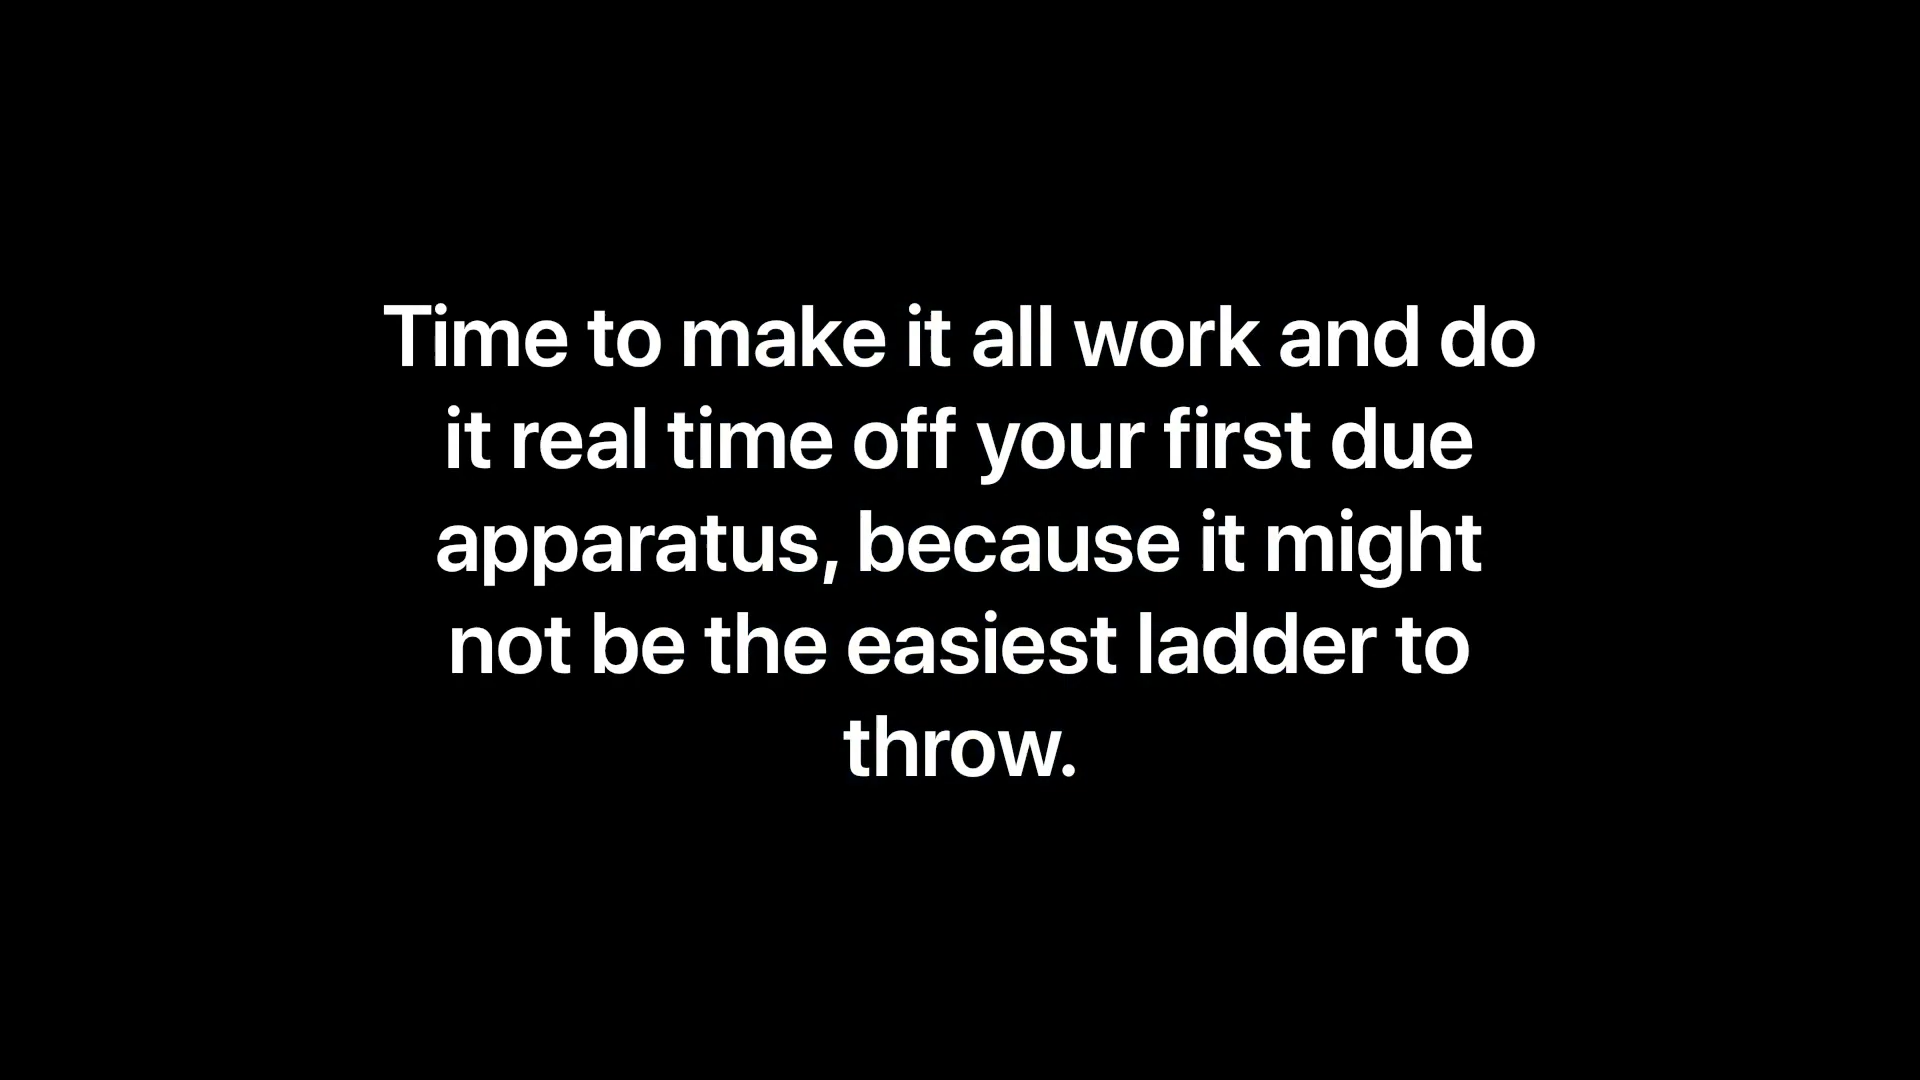 Time to make it all work and do
it real time off your first due
apparatus, because it might
not be the easiest ladder to
throw.